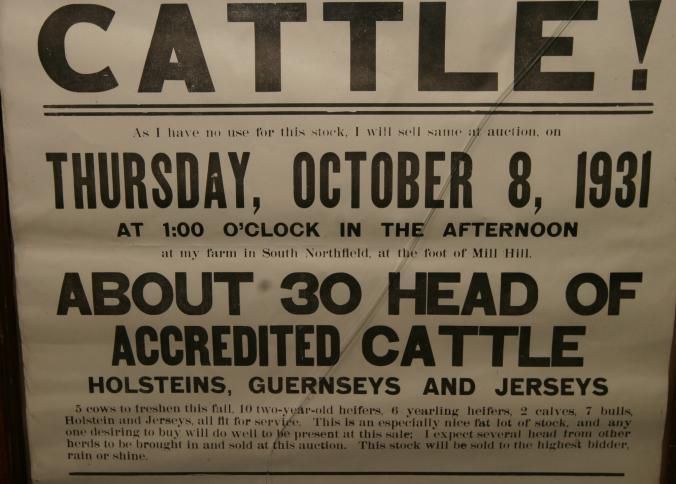 CATTLE!
As I have no use for this stock, I will sell same at auction, on
THURSDAY, OCTOBER 8, 1931
AT 1:00 O'CLOCK IN THE AFTERNOON
at my farm in South Northfield, at the foot of Mill Hill.
ABOUT 30 HEAD OF
ACCREDITED CATTLE
HOLSTEINS, GUERNSEYS AND JERSEYS
5 cows to freshen this fall, 10 two-year-old heifers, 6 yearling heifers, 2 calves, 7 bulls,
Holstein and Jerseys, all fit for service. This is an especially nice fat lot of stock, and any
one desiring to buy will do well to be present at this sale; I expect several head from other
herds to be brought in and sold at this auction. This stock will be sold to the highest bidder,
rain or shine.